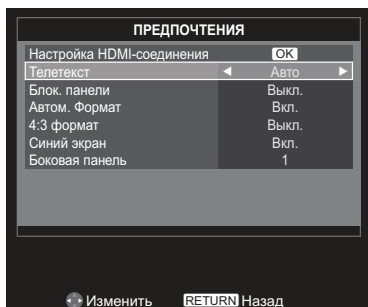 ПРЕДПОЧТЕНИЯ
Настройка HDMI-соединения OK
Телетекст Авто
Блок. панели Выкл.
Автом. Формат Вкл.
4:3 формат Выкл.
Синий экран Вкл.
Боковая панель 1
Изменить RETURN Назад